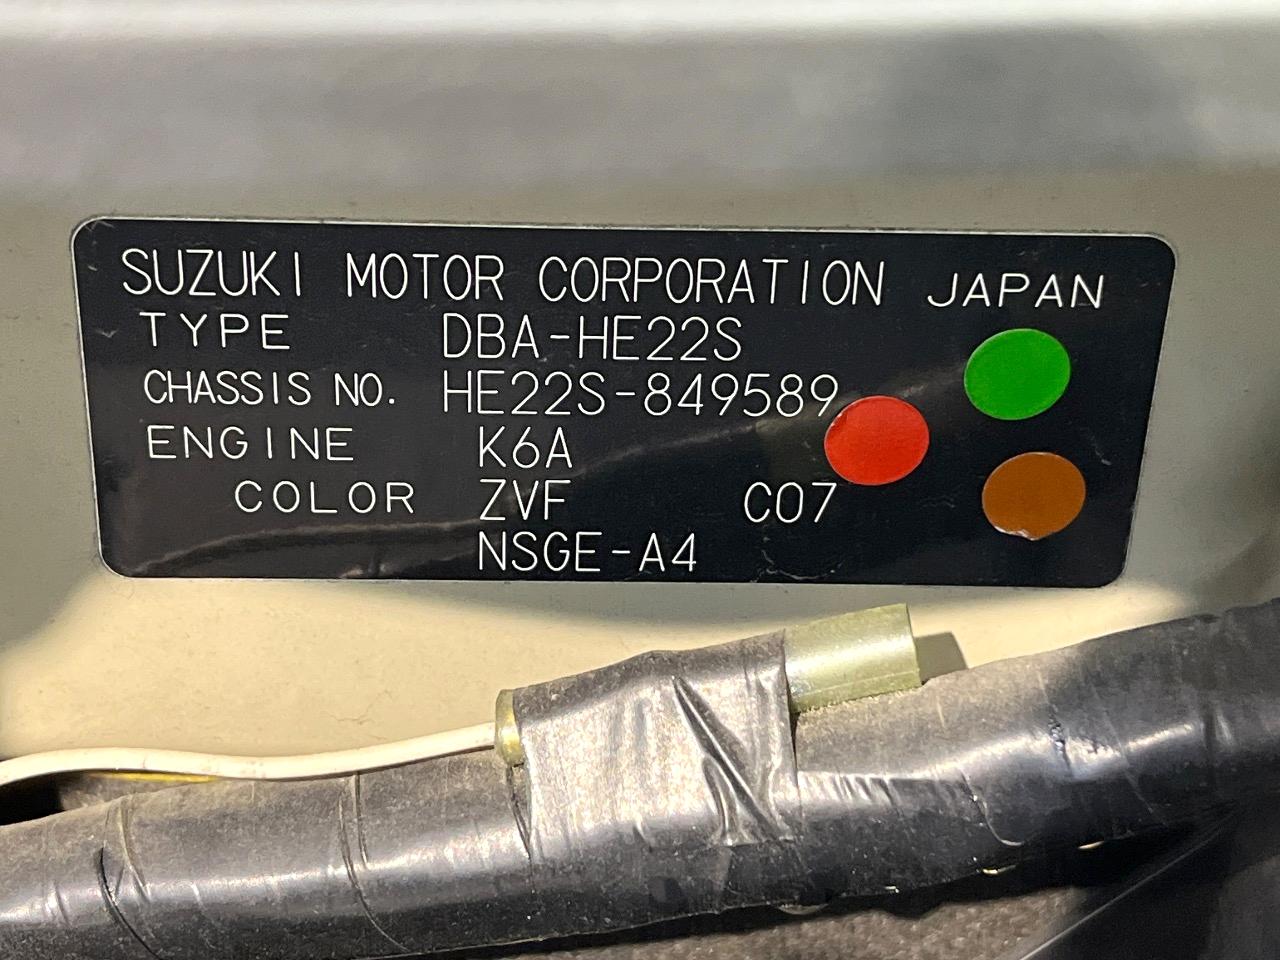 SUZUKI MOTOR CORPORATION JAPAN
TYPE DBA-HE22S
CHASSIS NO. HE22S-849589
ENGINE K6A
COLOR ZVF C07
NSGE-A4